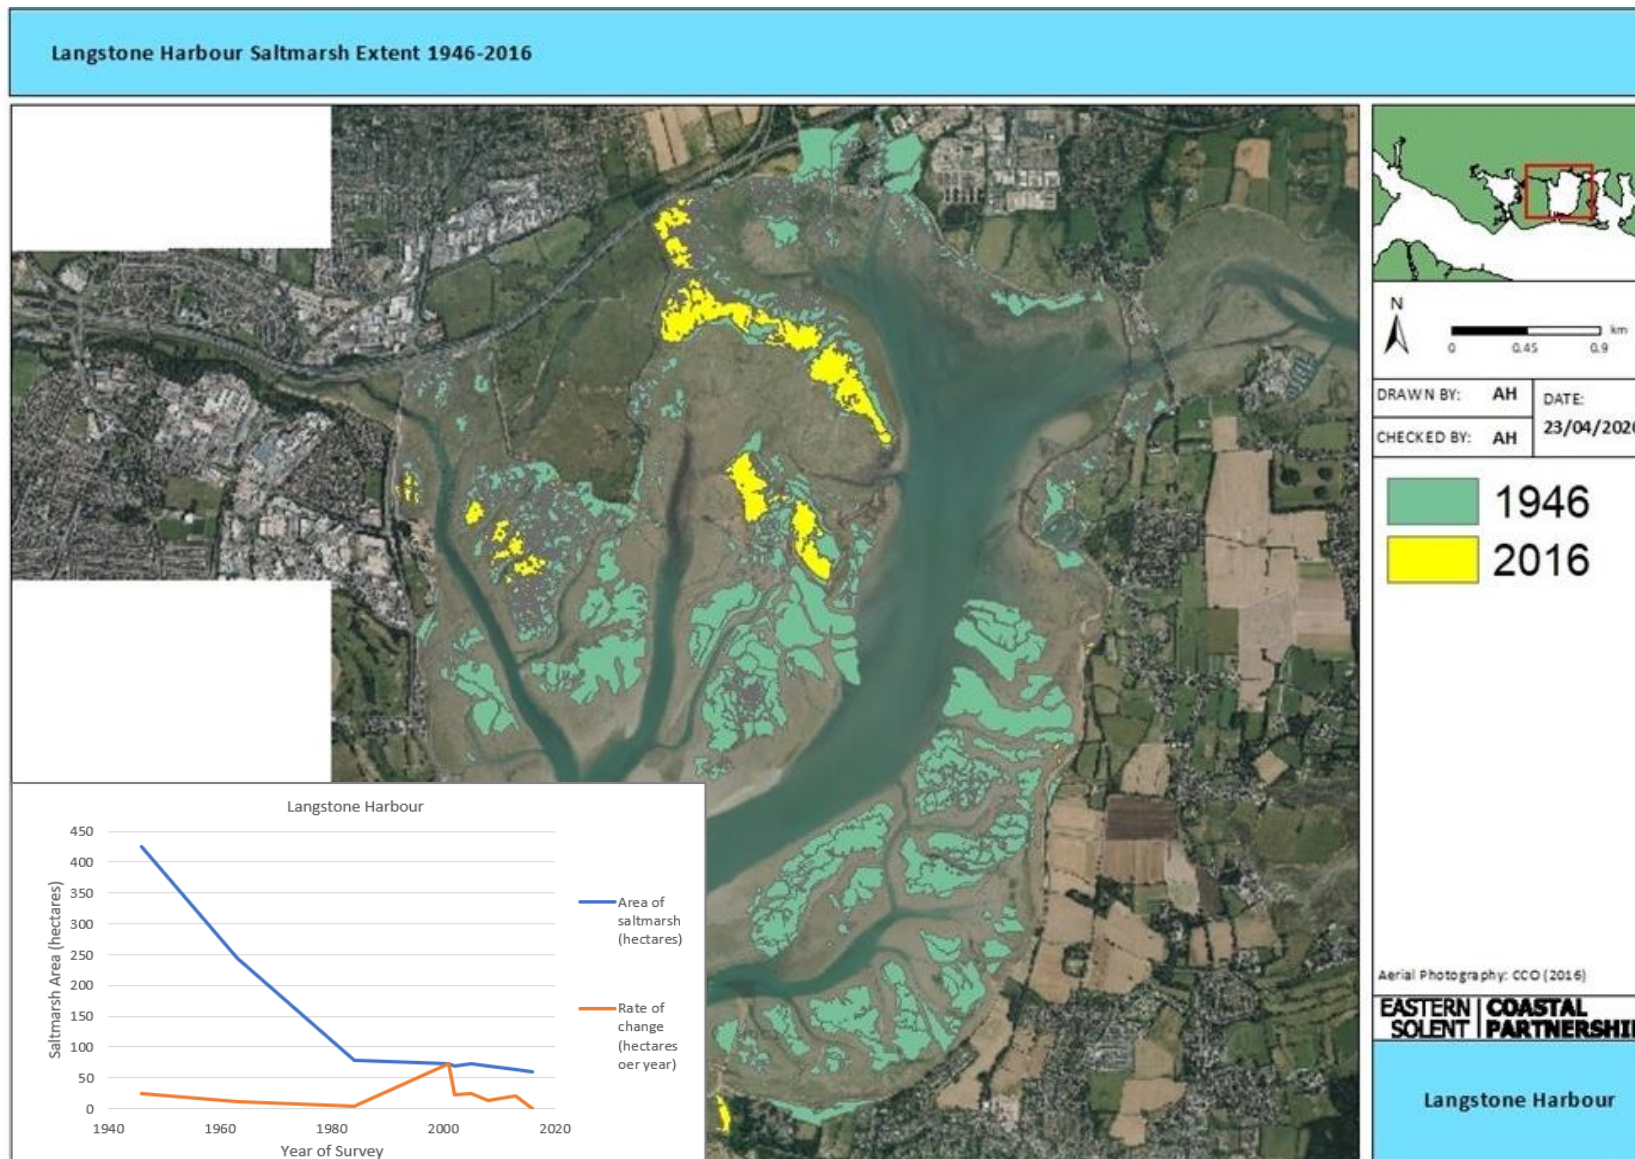 Langstone Harbour Saltmarsh Extent 1946-2016
N
km
0 0.45 0.9
DRAWN BY: AH
DATE:
23/04/2020
CHECKED BY: AH
1946
2016
Aerial Photography: CCO (2016)
EASTERN SOLENT
COASTAL PARTNERSHIP
Langstone Harbour
Langstone Harbour
Saltmarsh Area (hectares)
450
400
350
300
250
200
150
100
50
0
1940 1960 1980 2000 2020
Year of Survey
Area of
saltmarsh
(hectares)
Rate of
change
(hectares
oer year)